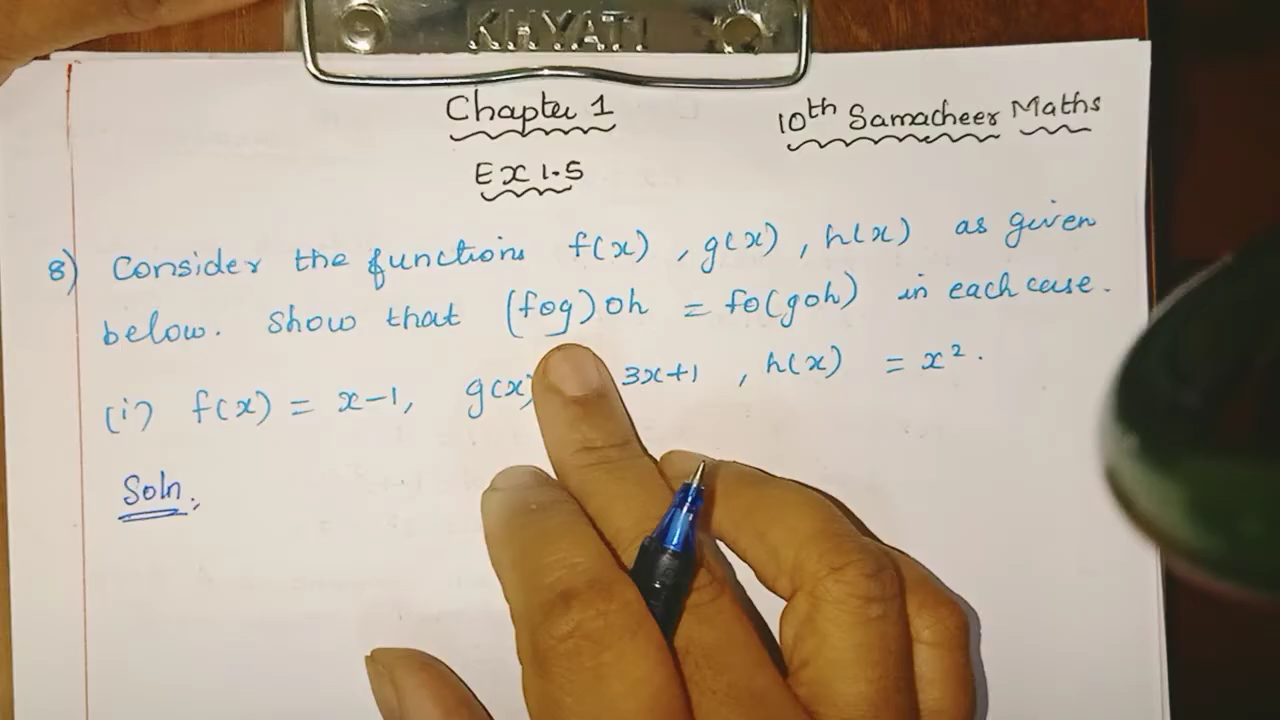 KHYATI
Chapter 1
10th Samacheer Maths
Ex 1.5
8) Consider the functions f(x), g(x), h(x) as given
below. Show that (fog)oh = fo(goh) in each case.
(i) f(x) = x-1, g(x) 3x+1, h(x) = x².
Soln: